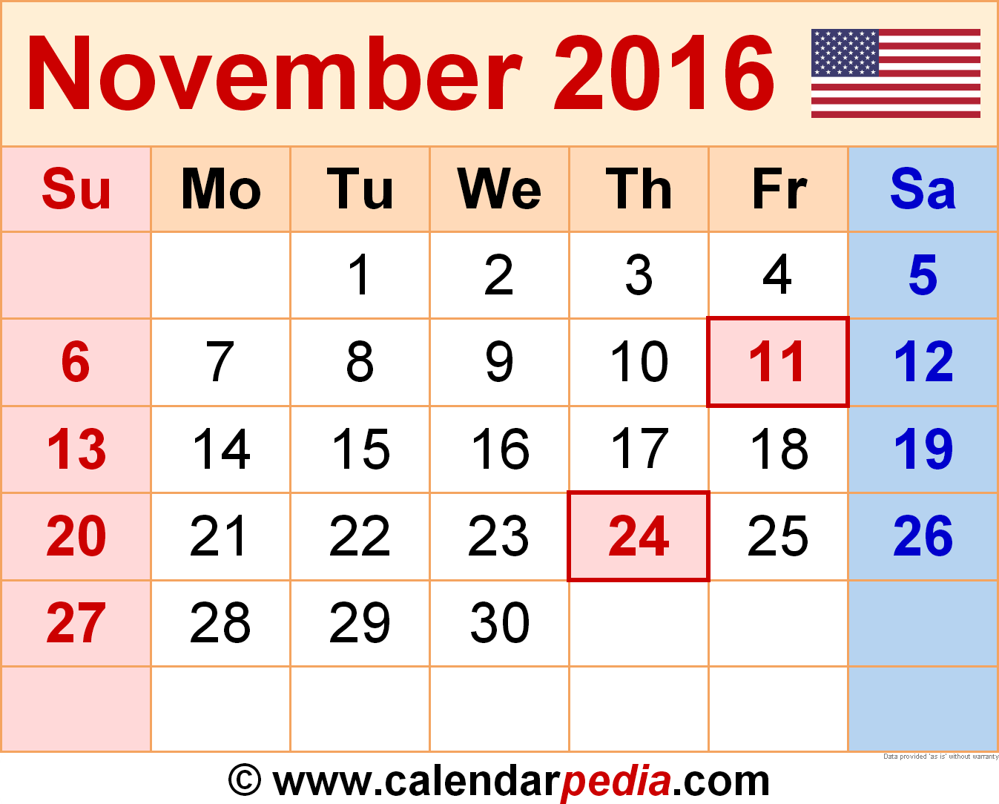 November 2016
Su Mo Tu We Th Fr Sa
1 2 3 4 5
6 7 8 9 10 11 12
13 14 15 16 17 18 19
20 21 22 23 24 25 26
27 28 29 30
Data provided 'as is' without warranty
© www.calendarpedia.com